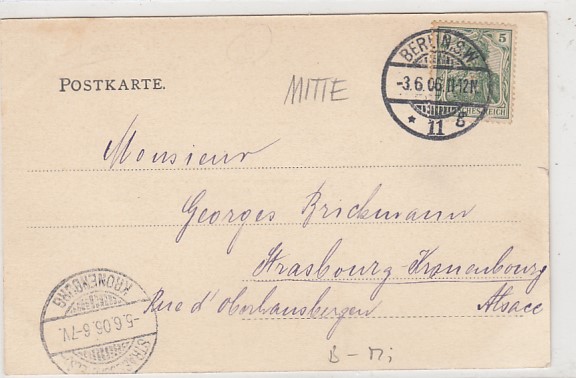 POSTKARTE.
MITTE
BERLIN.S.W.
-3.6.06.11-12N.
* 11 g
5
Monsieur
Georges Brickmann
Strasbourg-Kronenbourg
Rue d'Oberhausbergen Alsace
KRONENBURG
-5.6.06.6-7V.
B-Mi